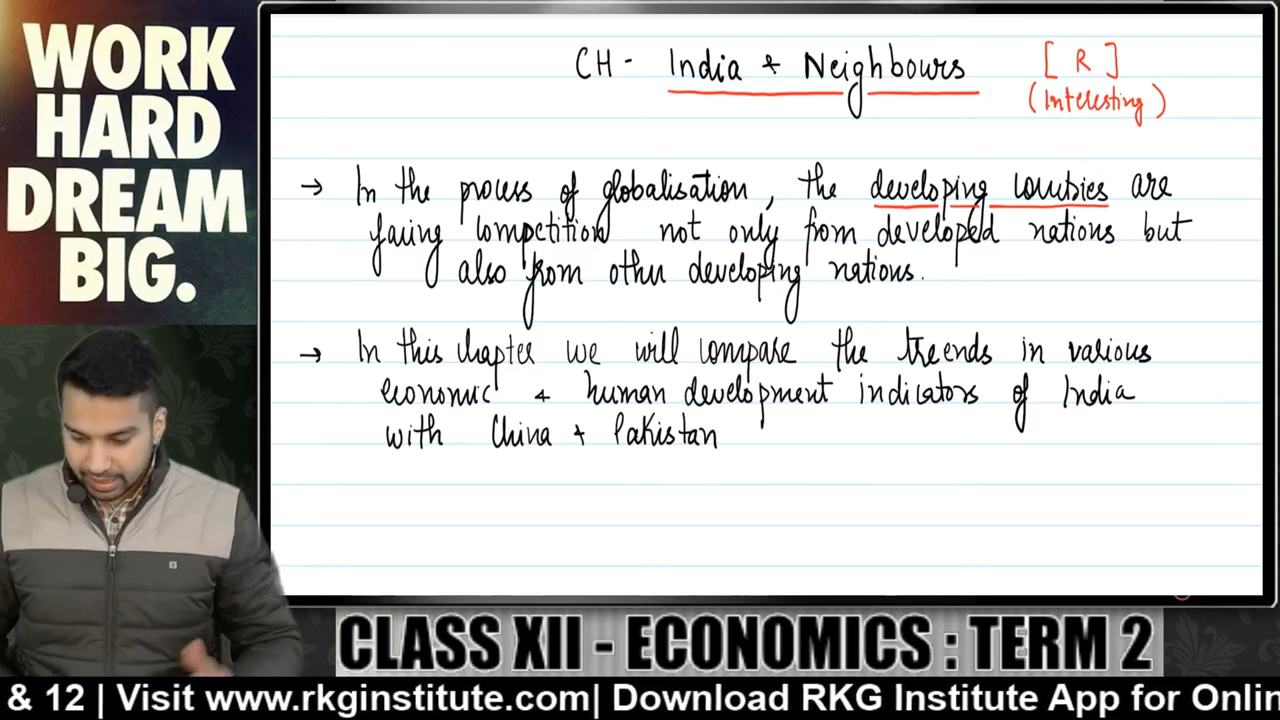 WORK
HARD
DREAM
BIG.
CH- India + Neighbours [ R ]
(Interesting)
→ In the process of globalisation, the developing countries are
facing competition not only from developed nations but
also from other developing nations.
→ In this chapter we will compare the treends in various
economic + human development indicators of India
with China + Pakistan
CLASS XII - ECONOMICS : TERM 2
& 12 | Visit www.rkginstitute.com| Download RKG Institute App for Onlin